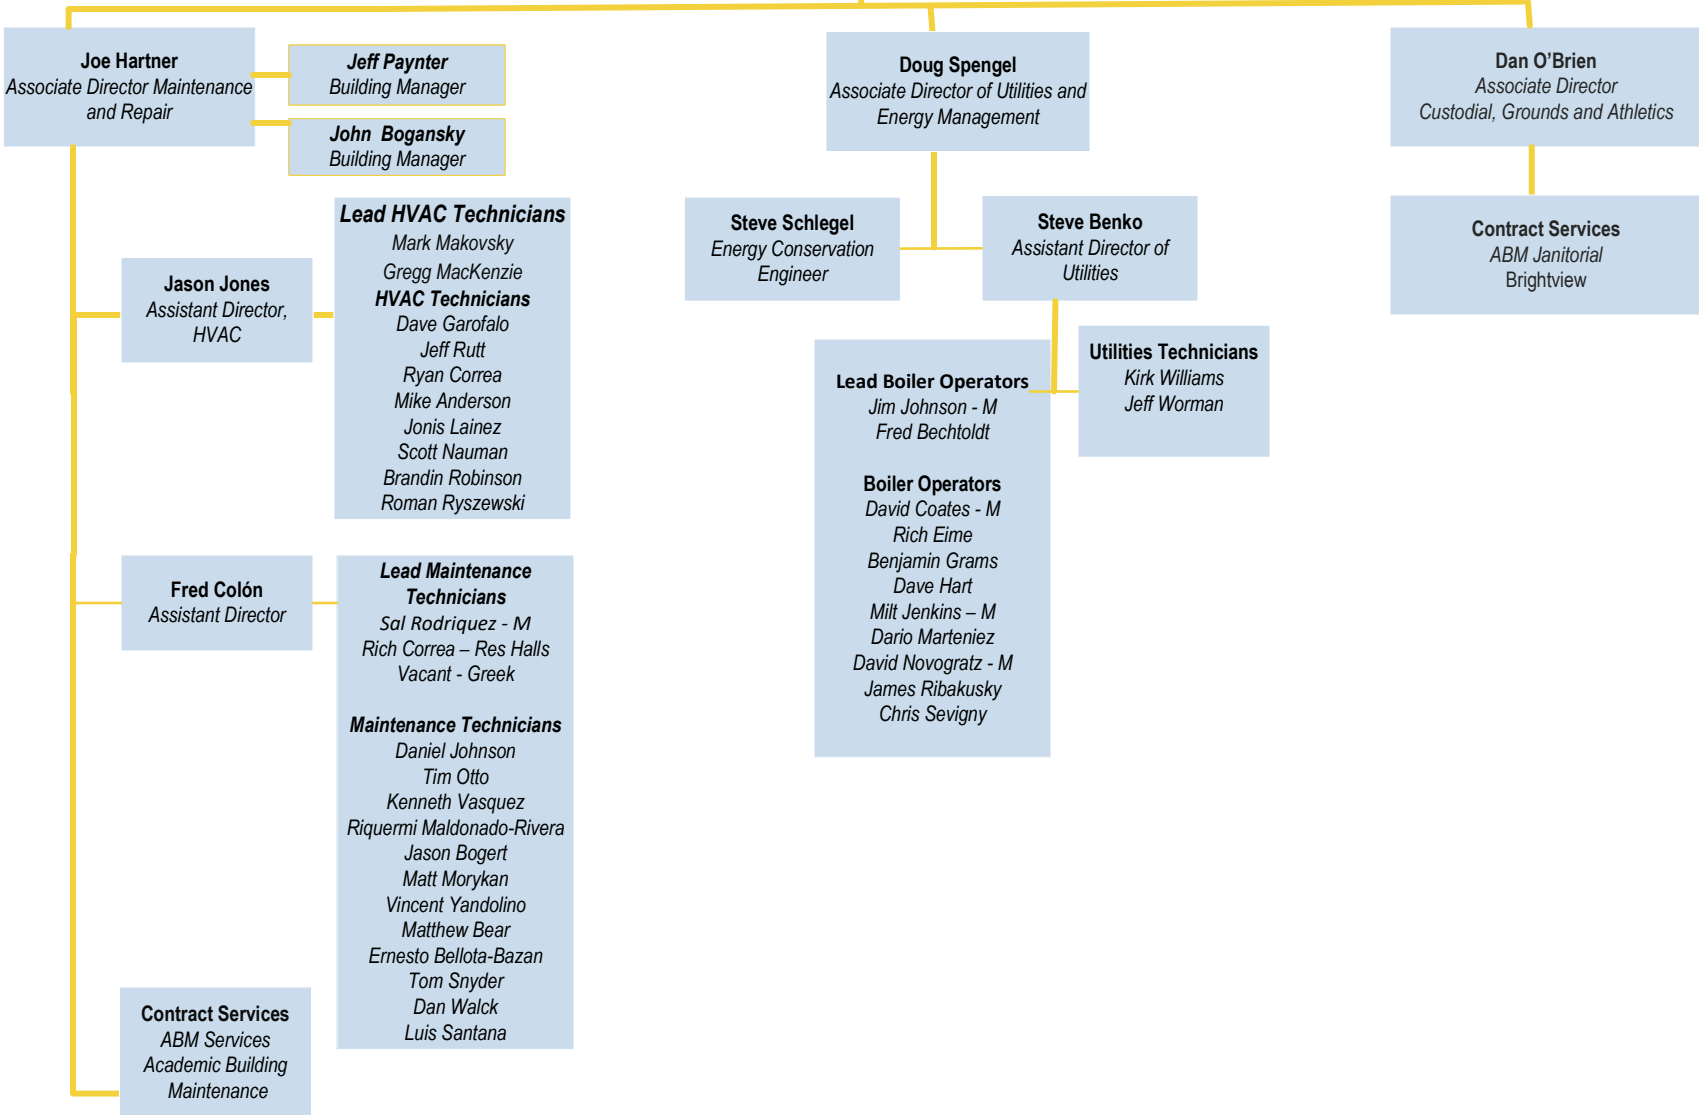 Joe Hartner
Associate Director Maintenance
and Repair
Jeff Paynter
Building Manager
John Bogansky
Building Manager
Jason Jones
Assistant Director,
HVAC
Lead HVAC Technicians
Mark Makovsky
Gregg MacKenzie
HVAC Technicians
Dave Garofalo
Jeff Rutt
Ryan Correa
Mike Anderson
Jonis Lainez
Scott Nauman
Brandin Robinson
Roman Ryszewski
Fred Colón
Assistant Director
Lead Maintenance
Technicians
Sal Rodriquez - M
Rich Correa – Res Halls
Vacant - Greek
Maintenance Technicians
Daniel Johnson
Tim Otto
Kenneth Vasquez
Riquermi Maldonado-Rivera
Jason Bogert
Matt Morykan
Vincent Yandolino
Matthew Bear
Ernesto Bellota-Bazan
Tom Snyder
Dan Walck
Luis Santana
Contract Services
ABM Services
Academic Building
Maintenance
Doug Spengel
Associate Director of Utilities and
Energy Management
Steve Schlegel
Energy Conservation
Engineer
Steve Benko
Assistant Director of
Utilities
Lead Boiler Operators
Jim Johnson - M
Fred Bechtoldt
Boiler Operators
David Coates - M
Rich Eime
Benjamin Grams
Dave Hart
Milt Jenkins – M
Dario Marteniez
David Novogratz - M
James Ribakusky
Chris Sevigny
Utilities Technicians
Kirk Williams
Jeff Worman
Dan O’Brien
Associate Director
Custodial, Grounds and Athletics
Contract Services
ABM Janitorial
Brightview